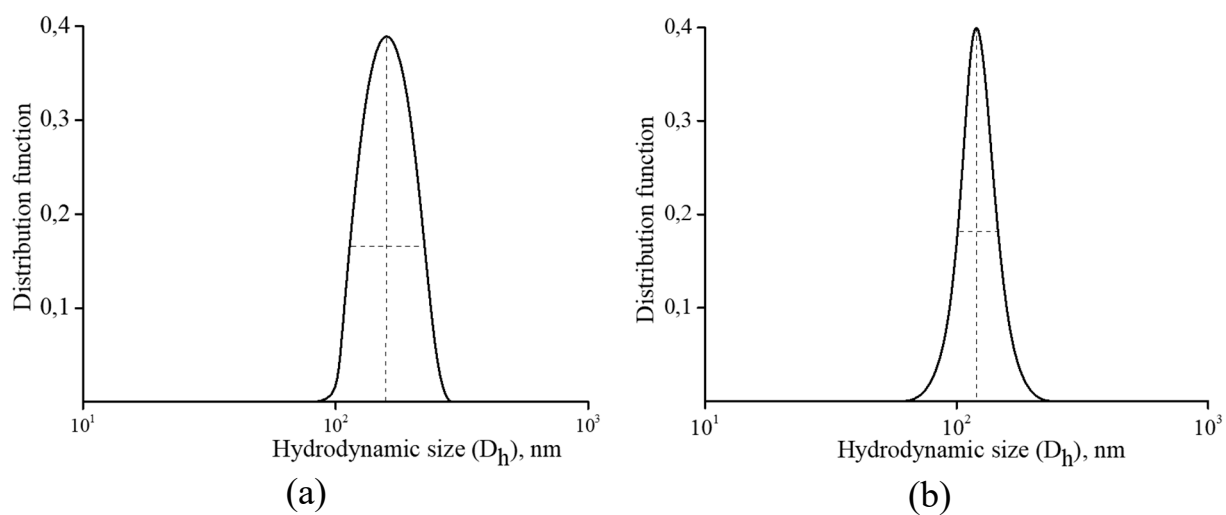 0,4
0,3
0,2
0,1
Distribution function
10¹
10²
10³
Hydrodynamic size (Dₕ), nm
(a)
0,4
0,3
0,2
0,1
Distribution function
10¹
10²
10³
Hydrodynamic size (Dₕ), nm
(b)